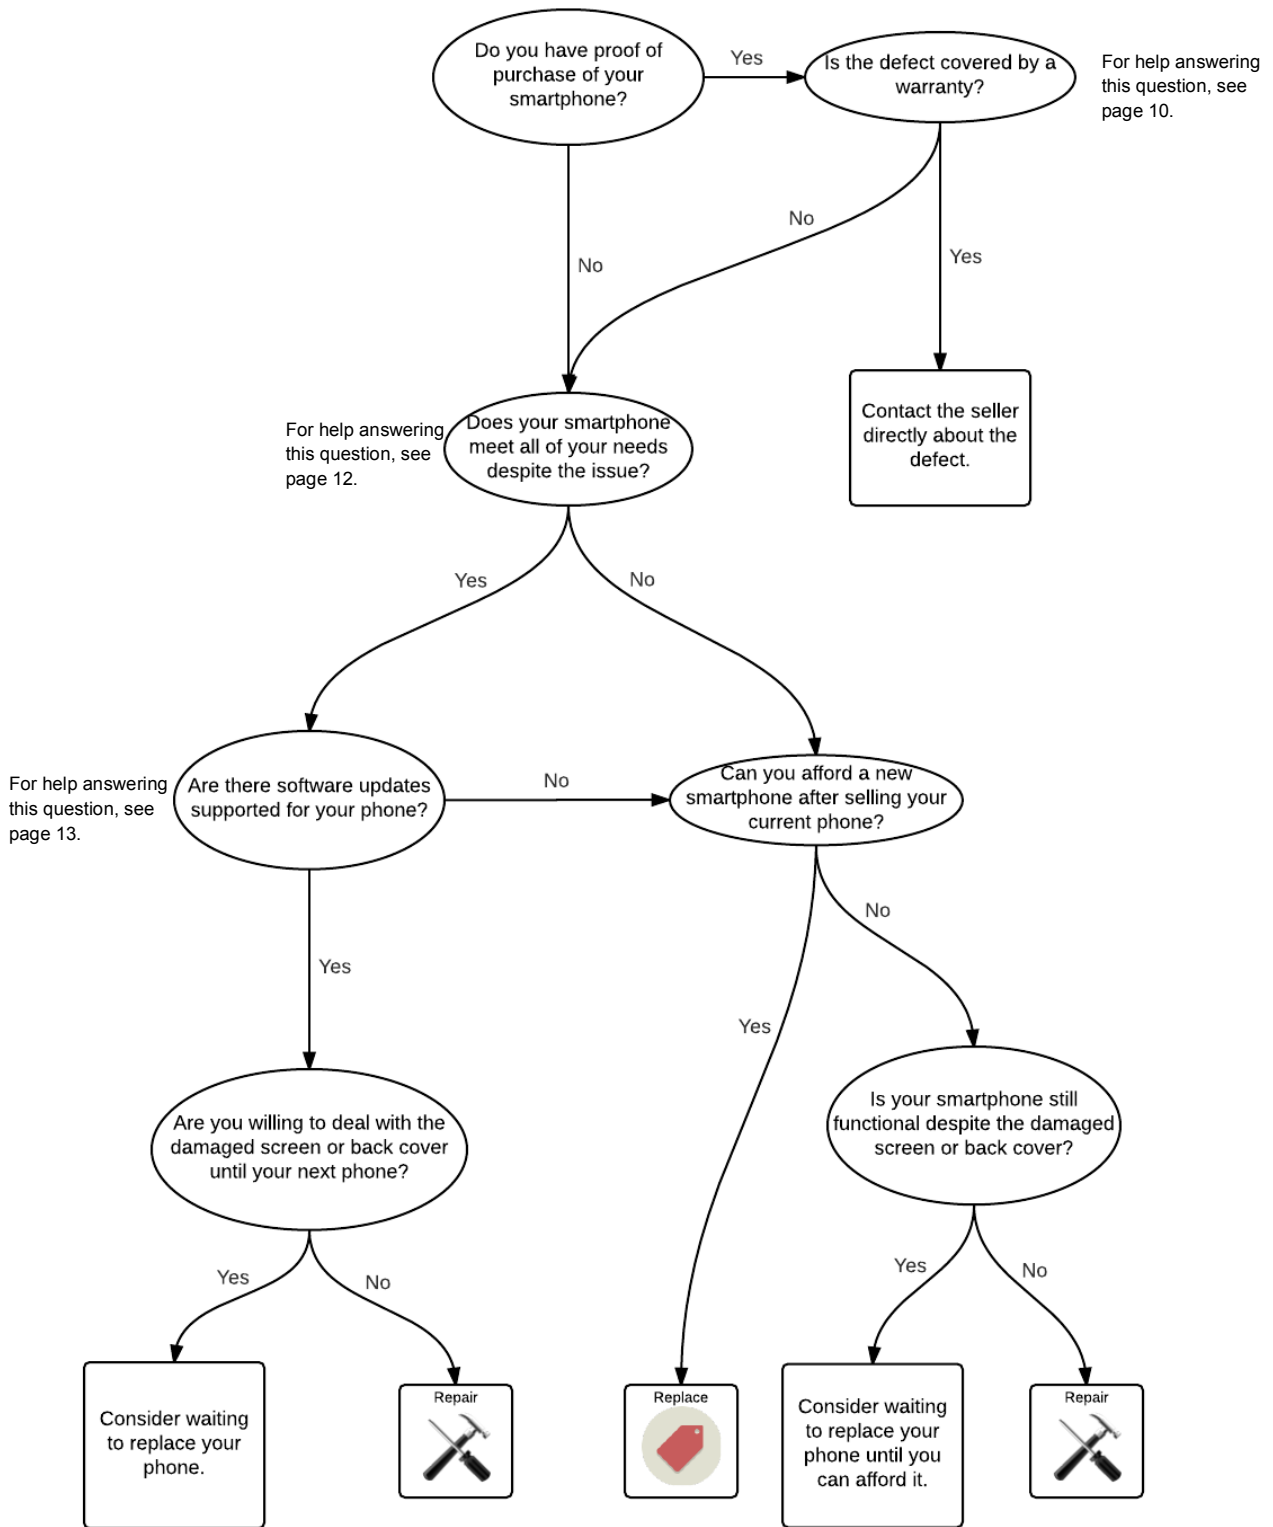 Do you have proof of
purchase of your
smartphone?
Yes
Is the defect covered by a
warranty?
For help answering
this question, see
page 10.
No
No
Yes
Contact the seller
directly about the
defect.
For help answering
this question, see
page 12.
Does your smartphone
meet all of your needs
despite the issue?
Yes
No
For help answering
this question, see
page 13.
Are there software updates
supported for your phone?
No
Can you afford a new
smartphone after selling your
current phone?
Yes
No
Yes
Are you willing to deal with the
damaged screen or back cover
until your next phone?
Is your smartphone still
functional despite the damaged
screen or back cover?
Yes
No
Yes
No
Consider waiting
to replace your
phone.
Repair
Replace
Consider waiting
to replace your
phone until you
can afford it.
Repair